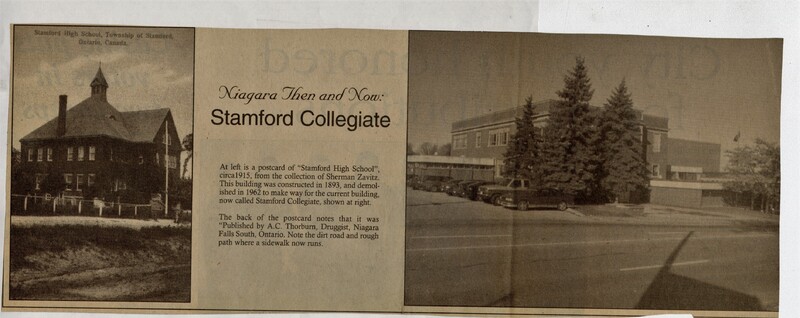 Stamford High School, Township of Stamford,
Ontario, Canada.
Niagara Then and Now:
Stamford Collegiate
At left is a postcard of "Stamford High School",
circa1915, from the collection of Sherman Zavitz.
This building was constructed in 1893, and demol-
ished in 1962 to make way for the current building,
now called Stamford Collegiate, shown at right.
The back of the postcard notes that it was
"Published by A.C. Thorburn, Druggist, Niagara
Falls South, Ontario. Note the dirt road and rough
path where a sidewalk now runs.